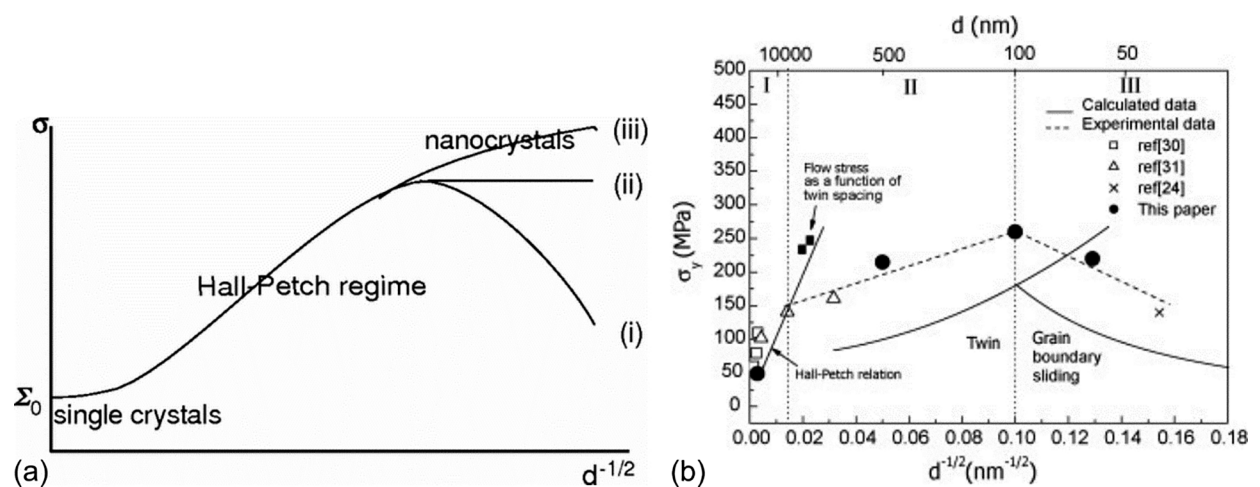 σ
nanocrystals
(iii)
(ii)
Hall-Petch regime
(i)
Σ0
single crystals
(a)
d-1/2
d (nm)
10000 500 100 50
500
450
400
350
300
250
200
150
100
50
0
σy (MPa)
I
II
III
Calculated data
Experimental data
ref[30]
ref[31]
ref[24]
This paper
Flow stress
as a function of
twin spacing
Twin
Grain
boundary
sliding
Hall-Petch relation
0.00 0.02 0.04 0.06 0.08 0.10 0.12 0.14 0.16 0.18
(b)
d-1/2(nm-1/2)